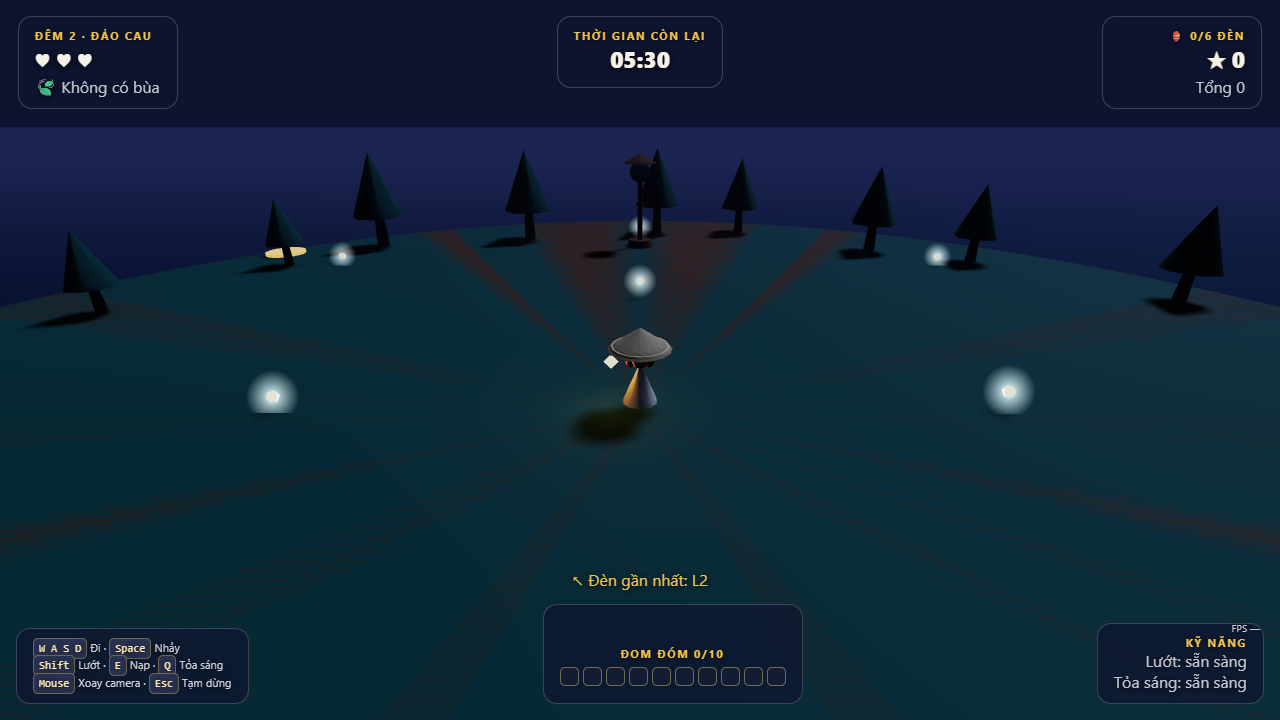 ĐÊM 2 · ĐẢO CAU
Không có bùa
THỜI GIAN CÒN LẠI
05:30
0/6 ĐÈN
★ 0
Tổng 0
↖ Đèn gần nhất: L2
ĐOM ĐÓM 0/10
W A S D Đi · Space Nhảy
Shift Lướt · E Nạp · Q Tỏa sáng
Mouse Xoay camera · Esc Tạm dừng
FPS —
KỸ NĂNG
Lướt: sẵn sàng
Tỏa sáng: sẵn sàng